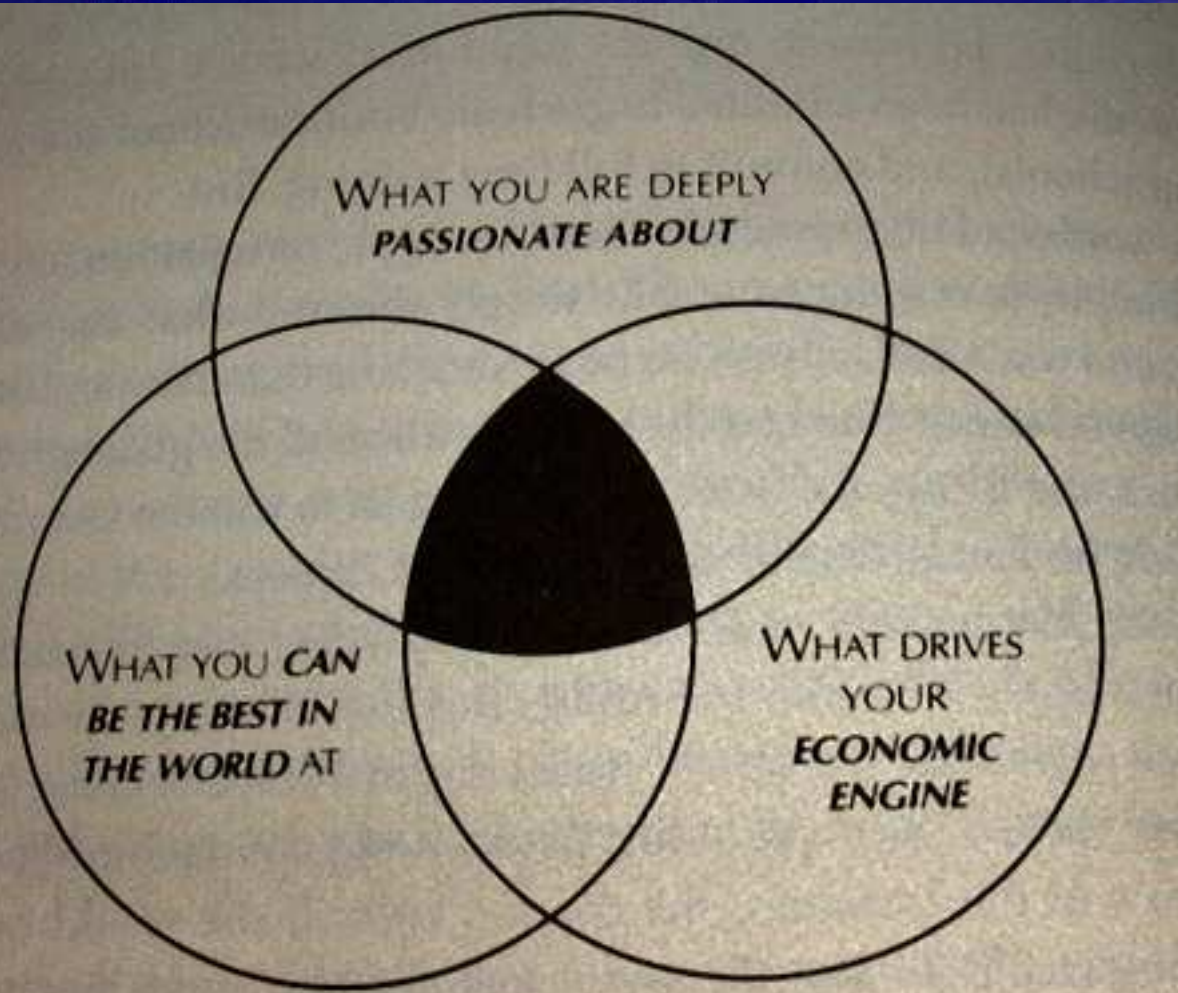 WHAT YOU ARE DEEPLY
PASSIONATE ABOUT
WHAT YOU CAN
BE THE BEST IN
THE WORLD AT
WHAT DRIVES
YOUR
ECONOMIC
ENGINE